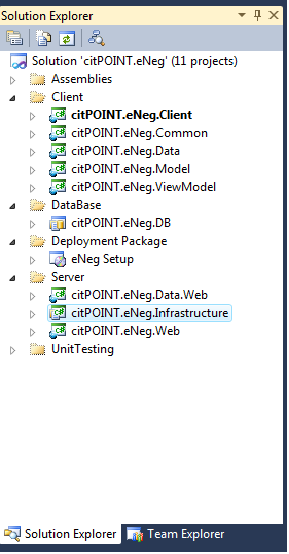 Solution Explorer
Solution 'citPOINT.eNeg' (11 projects)
Assemblies
Client
citPOINT.eNeg.Client
citPOINT.eNeg.Common
citPOINT.eNeg.Data
citPOINT.eNeg.Model
citPOINT.eNeg.ViewModel
DataBase
citPOINT.eNeg.DB
Deployment Package
eNeg Setup
Server
citPOINT.eNeg.Data.Web
citPOINT.eNeg.Infrastructure
citPOINT.eNeg.Web
UnitTesting
Solution Explorer Team Explorer